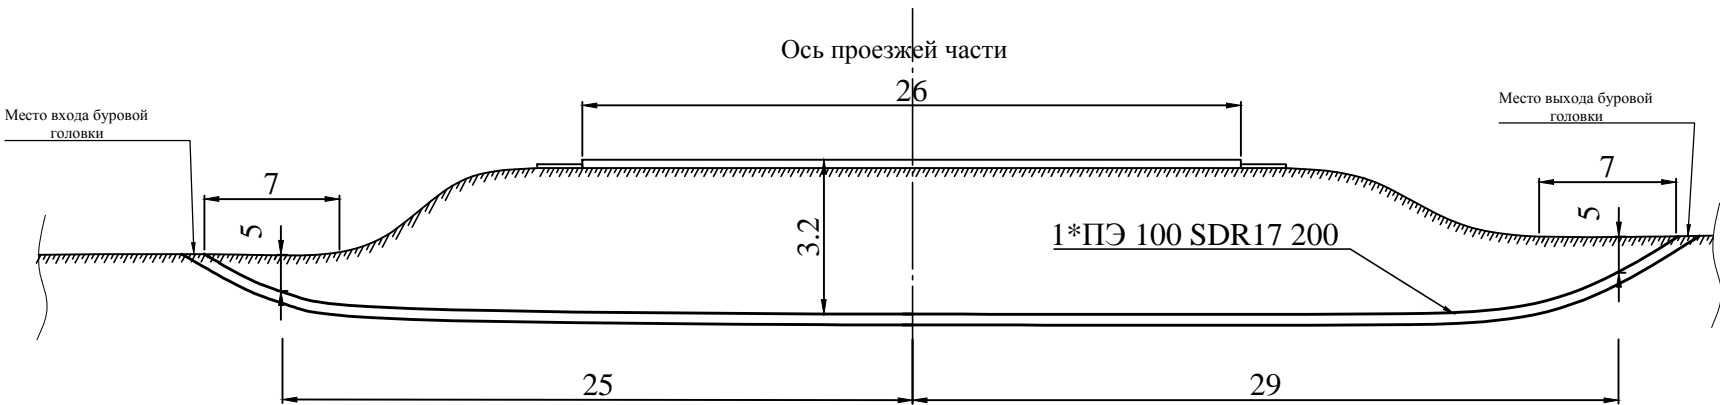 Ось проезжей части
26
Место входа буровой
головки
Место выхода буровой
головки
7
7
5
5
3.2
1*ПЭ 100 SDR17 200
25
29